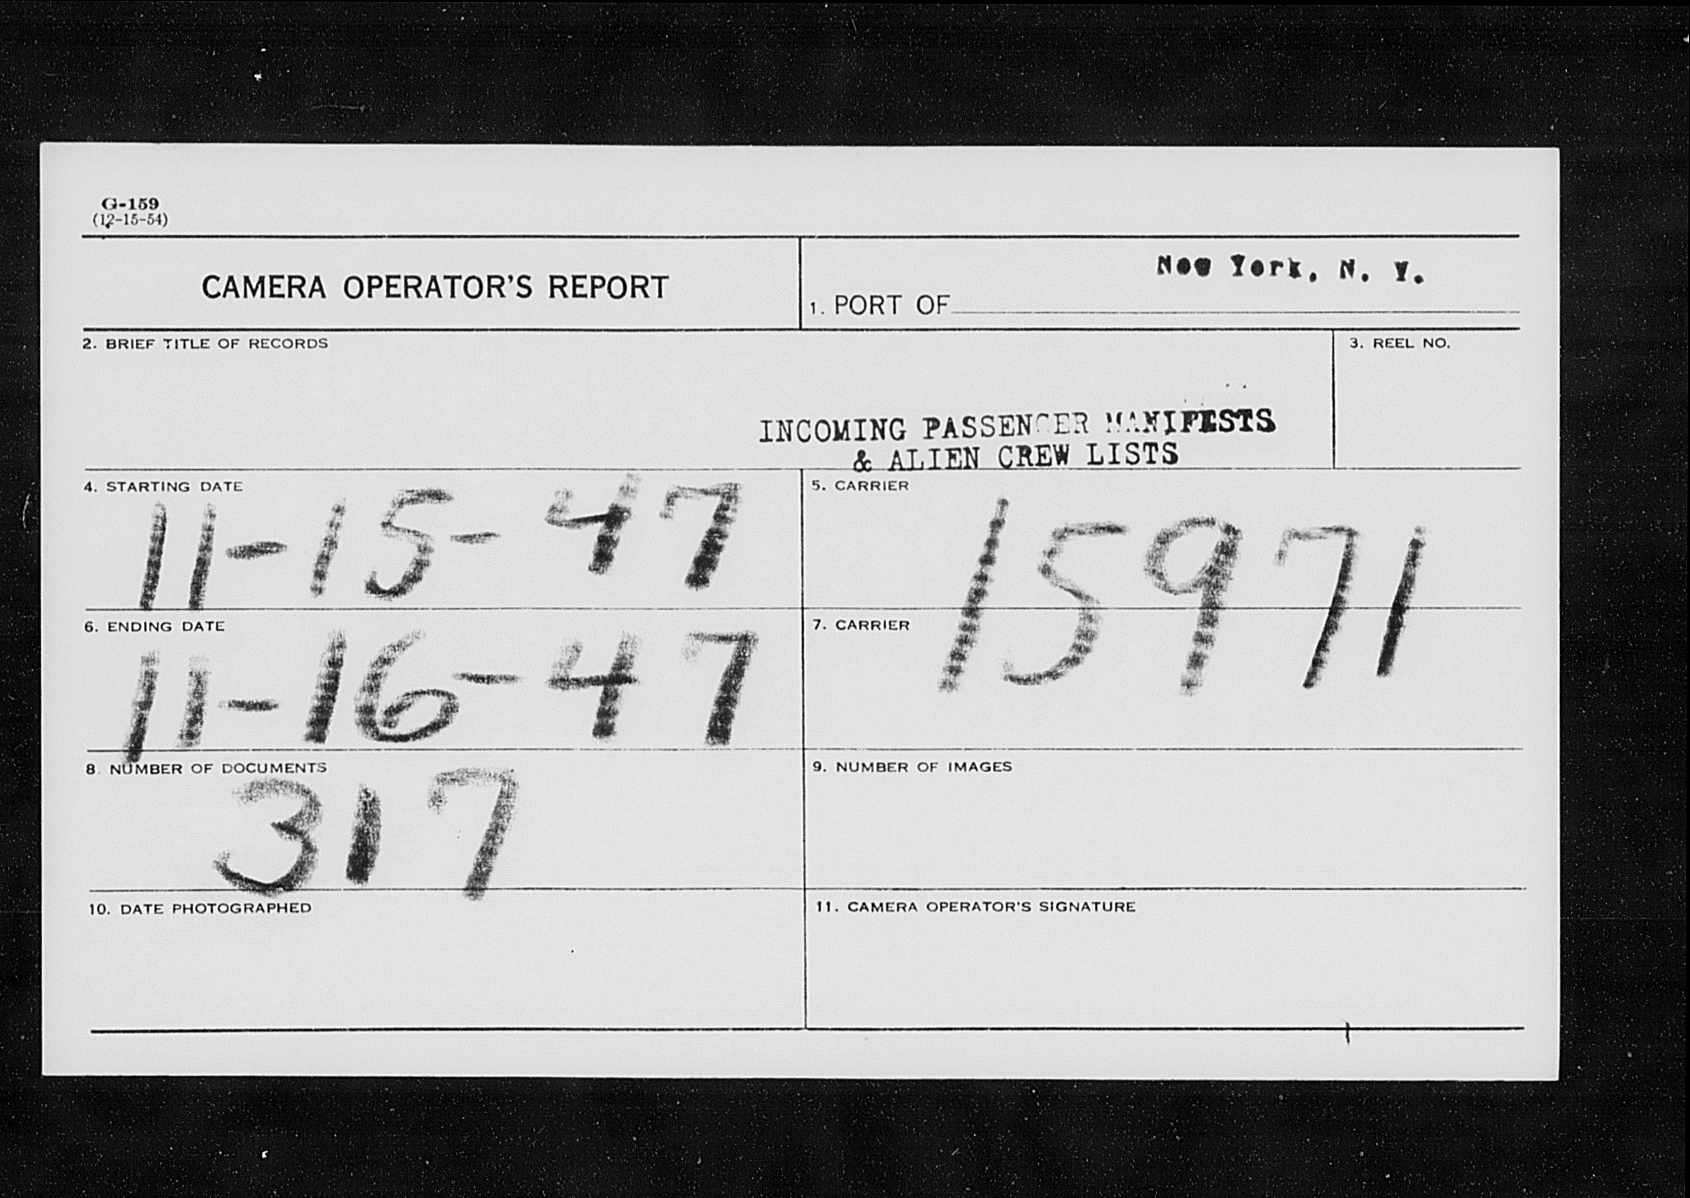 G-159
(12-15-54)
CAMERA OPERATOR'S REPORT
New York, N. Y.
1. PORT OF
2. BRIEF TITLE OF RECORDS
3. REEL NO.
INCOMING PASSENGER MANIFESTS
& ALIEN CREW LISTS
4. STARTING DATE
11-15-47
5. CARRIER
15971
6. ENDING DATE
11-16-47
7. CARRIER
8. NUMBER OF DOCUMENTS
317
9. NUMBER OF IMAGES
10. DATE PHOTOGRAPHED
11. CAMERA OPERATOR'S SIGNATURE